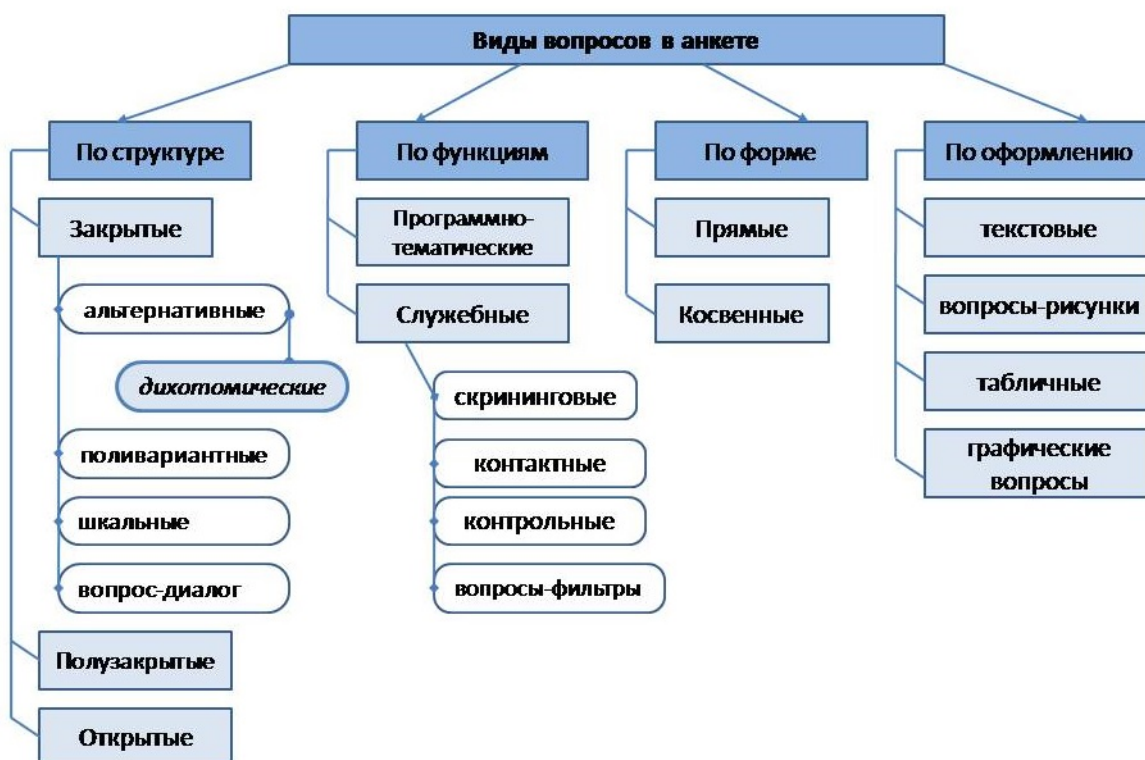 Виды вопросов в анкете
По структуре
Закрытые
альтернативные
дихотомические
поливариантные
шкальные
вопрос-диалог
Полузакрытые
Открытые
По функциям
Программно-
тематические
Служебные
скрининговые
контактные
контрольные
вопросы-фильтры
По форме
Прямые
Косвенные
По оформлению
текстовые
вопросы-рисунки
табличные
графические
вопросы